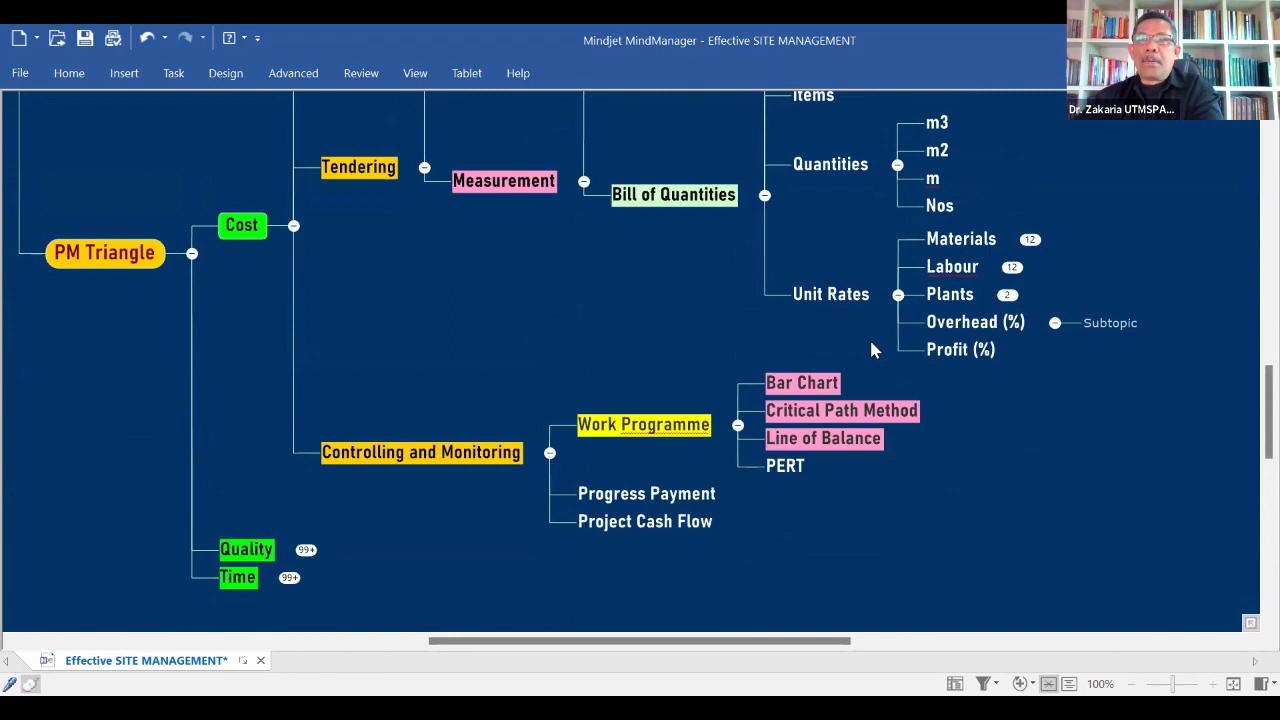 Mindjet MindManager - Effective SITE MANAGEMENT
File Home Insert Task Design Advanced Review View Tablet Help
Dr. Zakaria UTMSPA...
Items
m3
Quantities
m2
m
Nos
Tendering
Measurement
Bill of Quantities
Cost
PM Triangle
Materials 12
Labour 12
Unit Rates
Plants 2
Overhead (%)
Subtopic
Profit (%)
Bar Chart
Work Programme
Critical Path Method
Line of Balance
PERT
Controlling and Monitoring
Progress Payment
Project Cash Flow
Quality 99+
Time 99+
Effective SITE MANAGEMENT*
100%